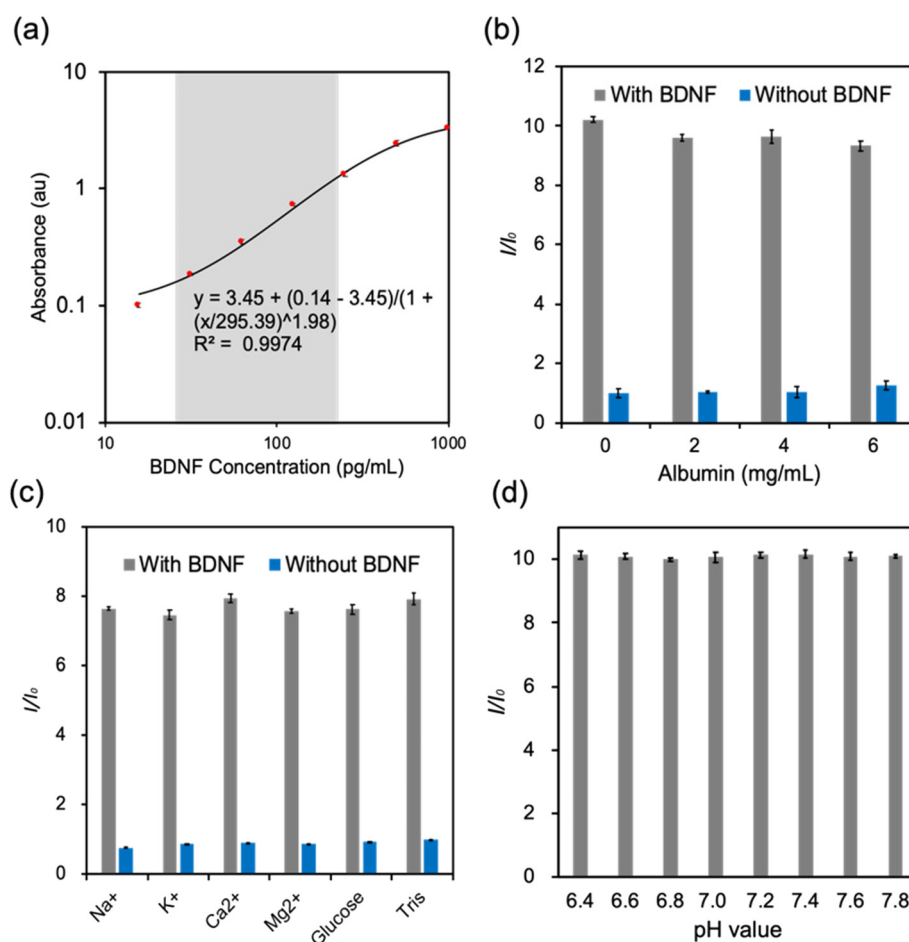 (a)
10
1
0.1
0.01
Absorbance (au)
y = 3.45 + (0.14 - 3.45)/(1 +
(x/295.39)^1.98)
R² = 0.9974
10 100 1000
BDNF Concentration (pg/mL)
(b)
12
10
8
6
4
2
0
I/I₀
With BDNF Without BDNF
0 2 4 6
Albumin (mg/mL)
(c)
10
8
6
4
2
0
I/I₀
With BDNF Without BDNF
Na+ K+ Ca2+ Mg2+ Glucose Tris
(d)
10
8
6
4
2
0
I/I₀
6.4 6.6 6.8 7.0 7.2 7.4 7.6 7.8
pH value